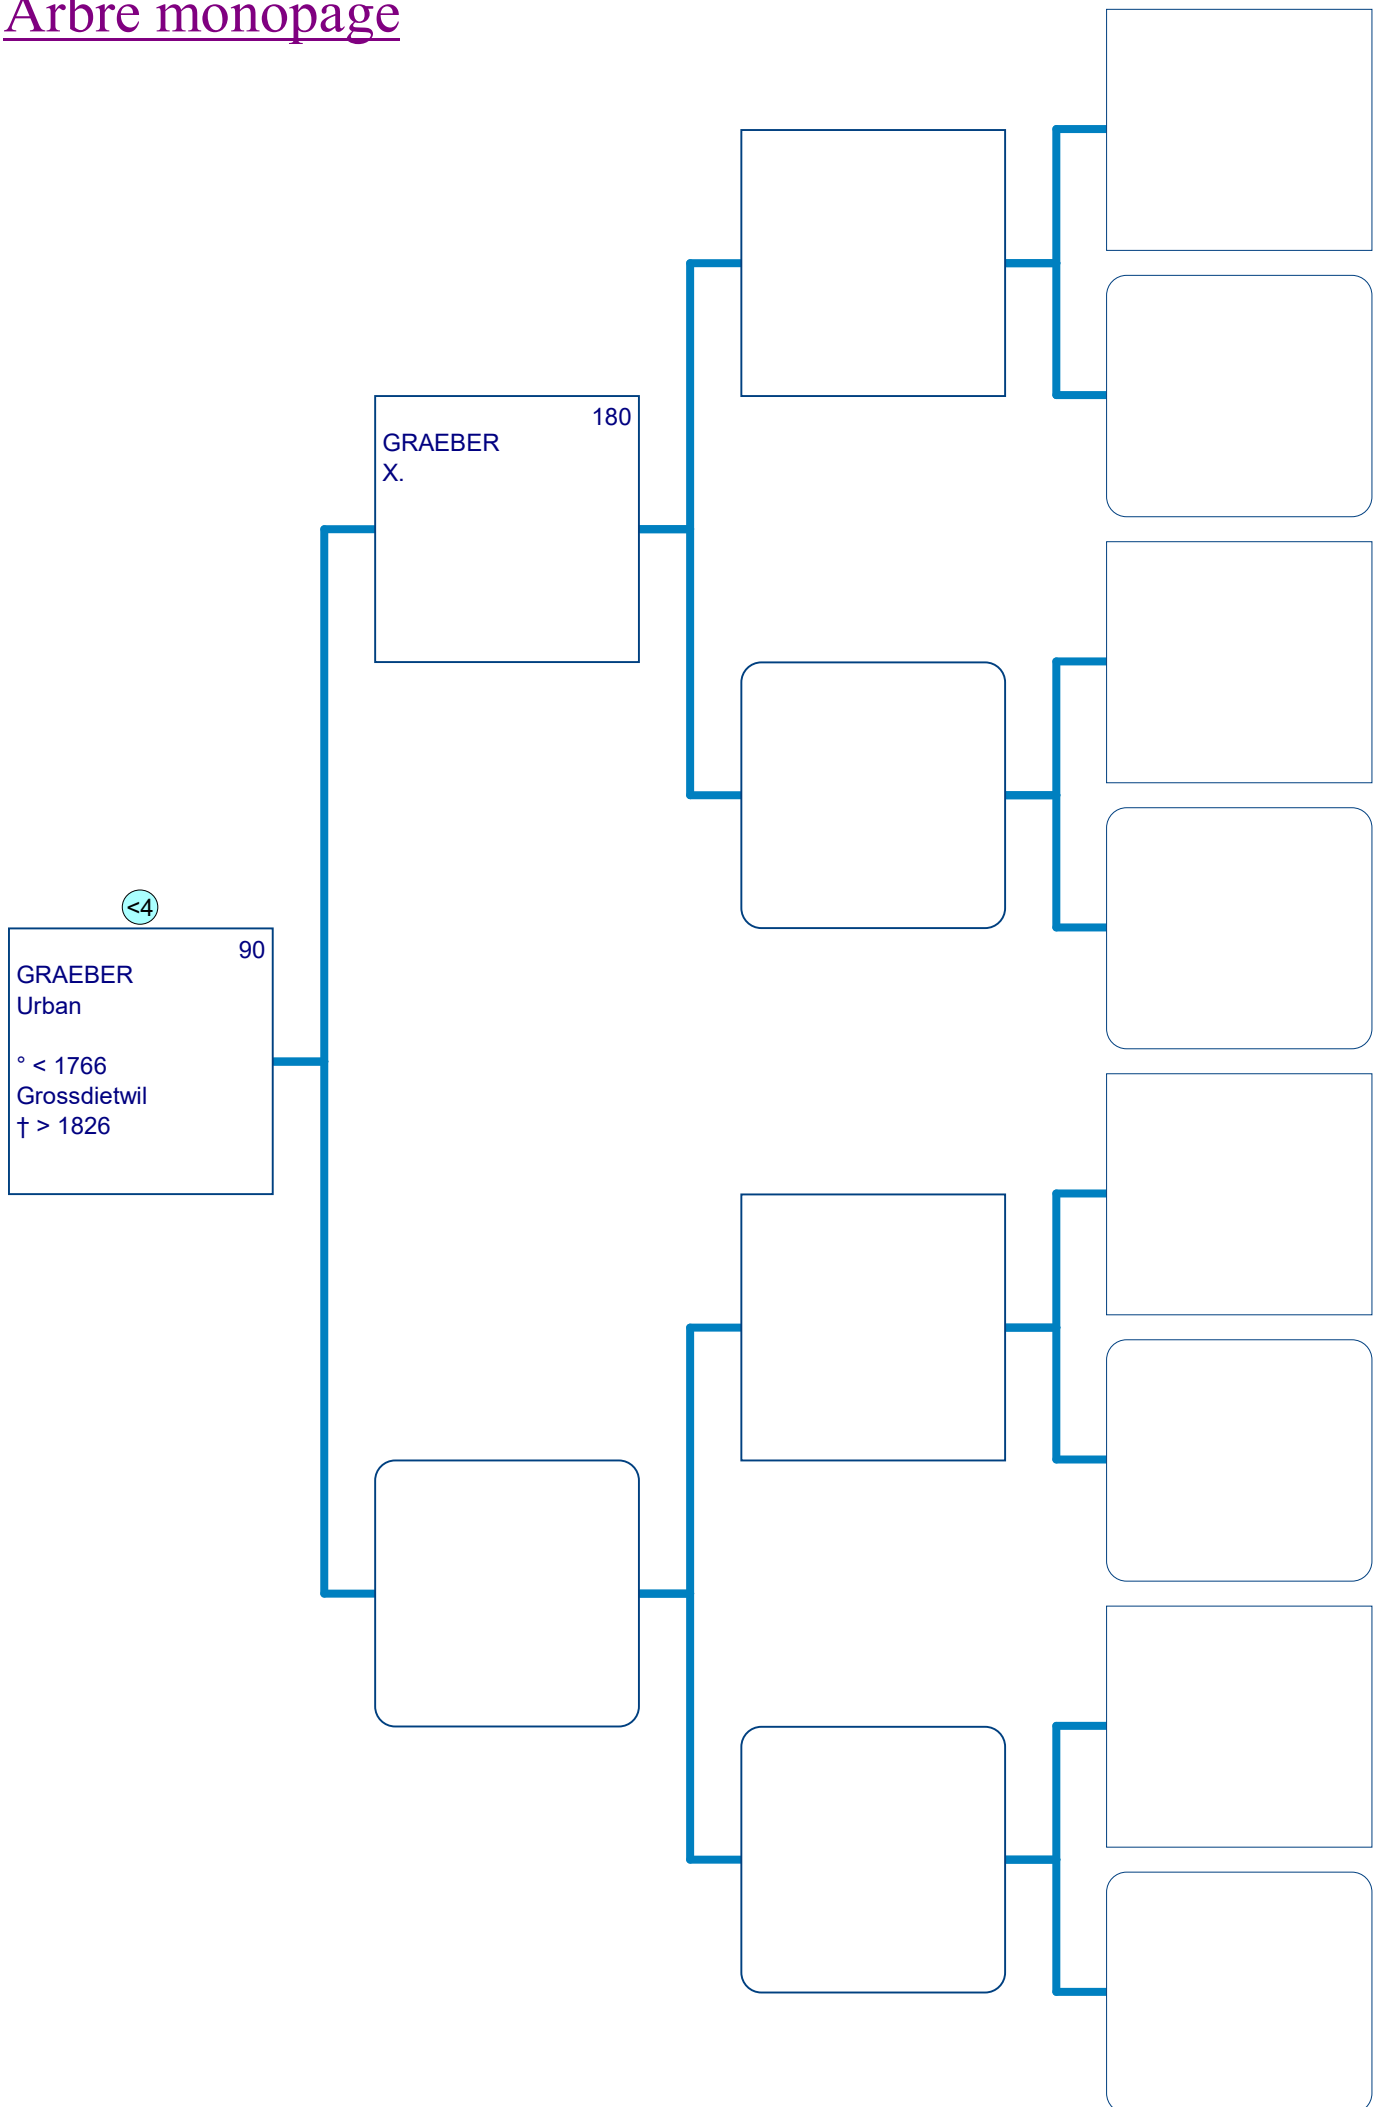 Arbre monopage
180
GRAEBER
X.
<4
90
GRAEBER
Urban
° < 1766
Grossdietwil
† > 1826